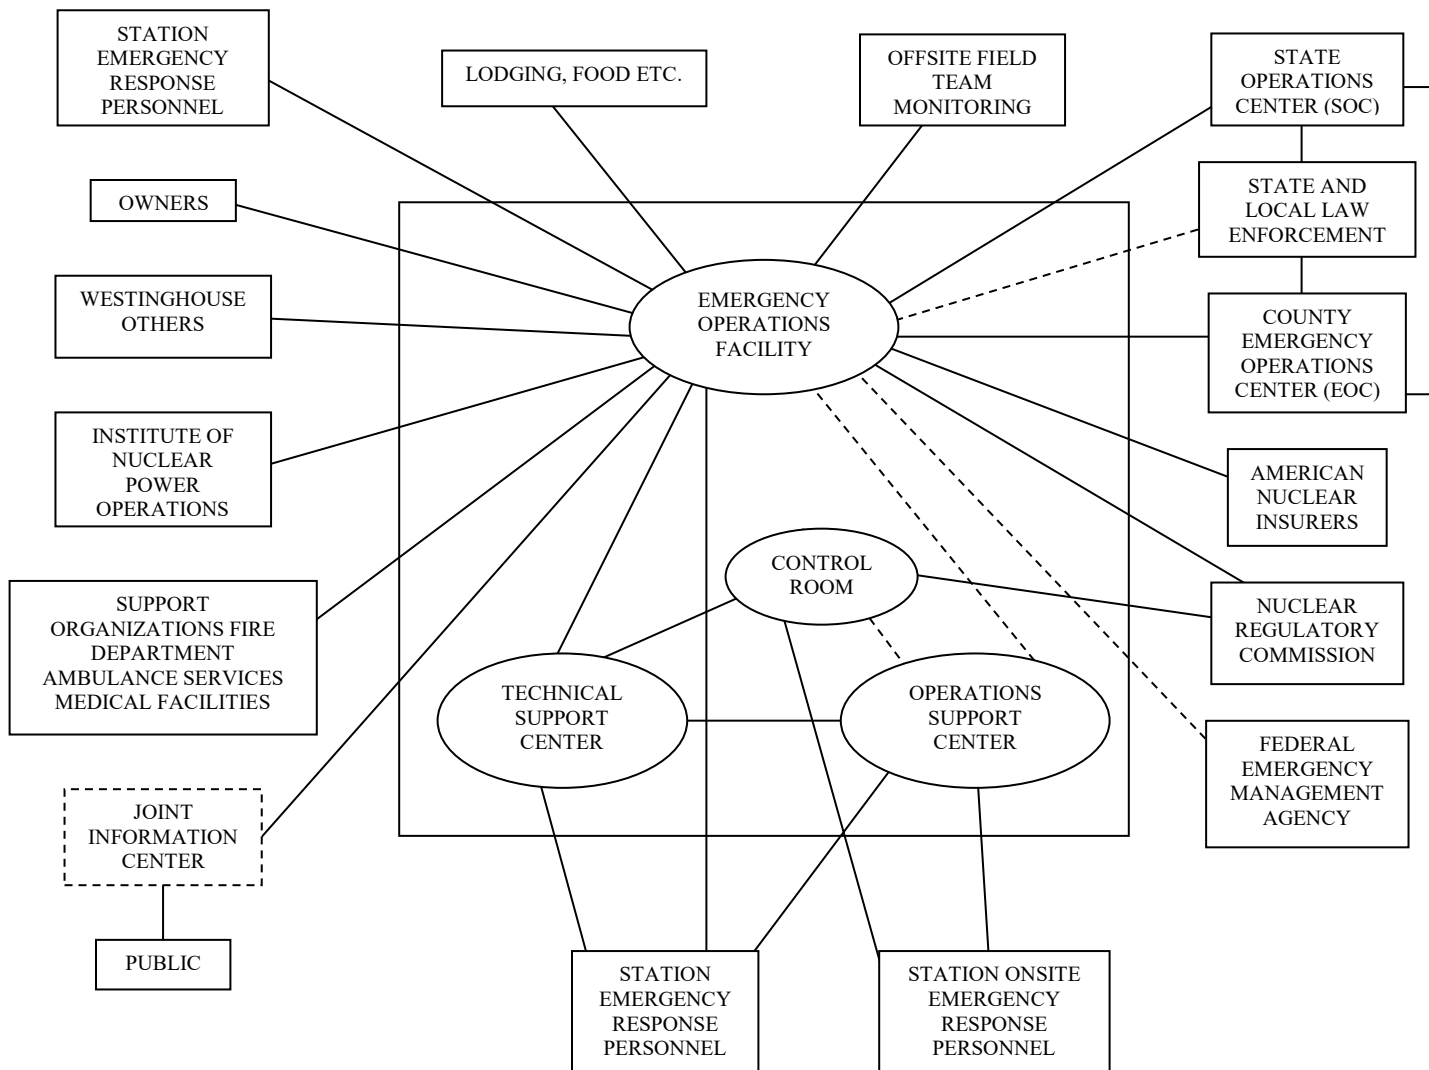 STATION
EMERGENCY
RESPONSE
PERSONNEL
LODGING, FOOD ETC.
OFFSITE FIELD
TEAM
MONITORING
STATE
OPERATIONS
CENTER (SOC)
OWNERS
STATE AND
LOCAL LAW
ENFORCEMENT
WESTINGHOUSE
OTHERS
EMERGENCY
OPERATIONS
FACILITY
COUNTY
EMERGENCY
OPERATIONS
CENTER (EOC)
INSTITUTE OF
NUCLEAR
POWER
OPERATIONS
AMERICAN
NUCLEAR
INSURERS
CONTROL
ROOM
SUPPORT
ORGANIZATIONS FIRE
DEPARTMENT
AMBULANCE SERVICES
MEDICAL FACILITIES
NUCLEAR
REGULATORY
COMMISSION
TECHNICAL
SUPPORT
CENTER
OPERATIONS
SUPPORT
CENTER
FEDERAL
EMERGENCY
MANAGEMENT
AGENCY
JOINT
INFORMATION
CENTER
PUBLIC
STATION
EMERGENCY
RESPONSE
PERSONNEL
STATION ONSITE
EMERGENCY
RESPONSE
PERSONNEL